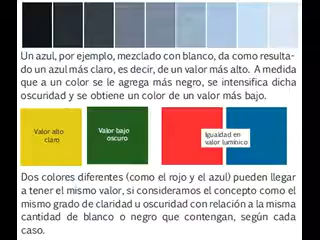 Un azul, por ejemplo, mezclado con blanco, da como resulta-
do un azul más claro, es decir, de un valor más alto. A medida
que a un color se le agrega más negro, se intensifica dicha
oscuridad y se obtiene un color de un valor más bajo.
Valor alto
claro
Valor bajo
oscuro
Igualdad en
valor lumínico
Dos colores diferentes (como el rojo y el azul) pueden llegar
a tener el mismo valor, si consideramos el concepto como el
mismo grado de claridad u oscuridad con relación a la misma
cantidad de blanco o negro que contengan, según cada
caso.